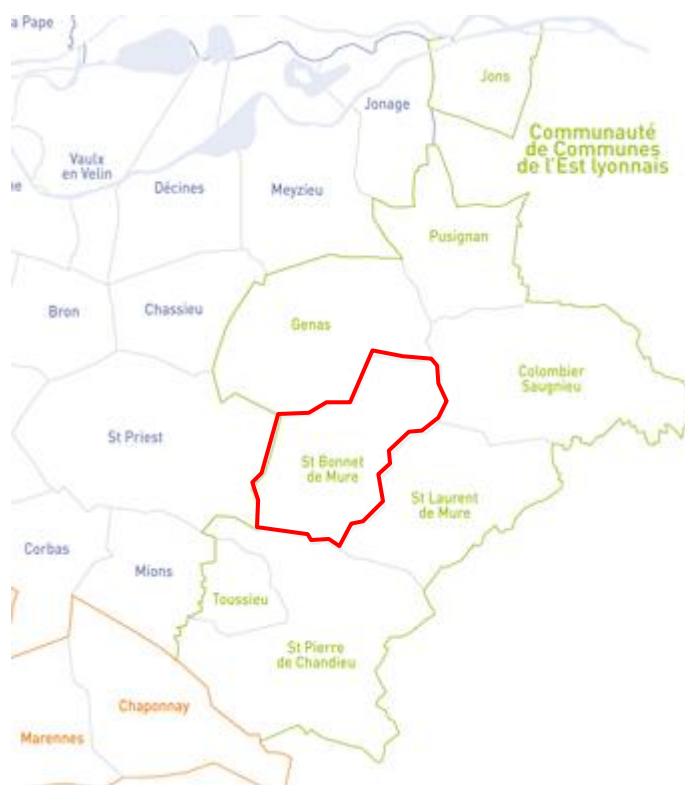 a Pape
Jons
Jonage
Communauté
de Communes
de l'Est lyonnais
Vaulx
en Velin
ne
Décines
Meyzieu
Pusignan
Bron
Chassieu
Genas
Colombier
Saugnieu
St Priest
St Bonnet
de Mure
St Laurent
de Mure
Corbas
Mions
Toussieu
St Pierre
de Chandieu
Chaponnay
Marennes